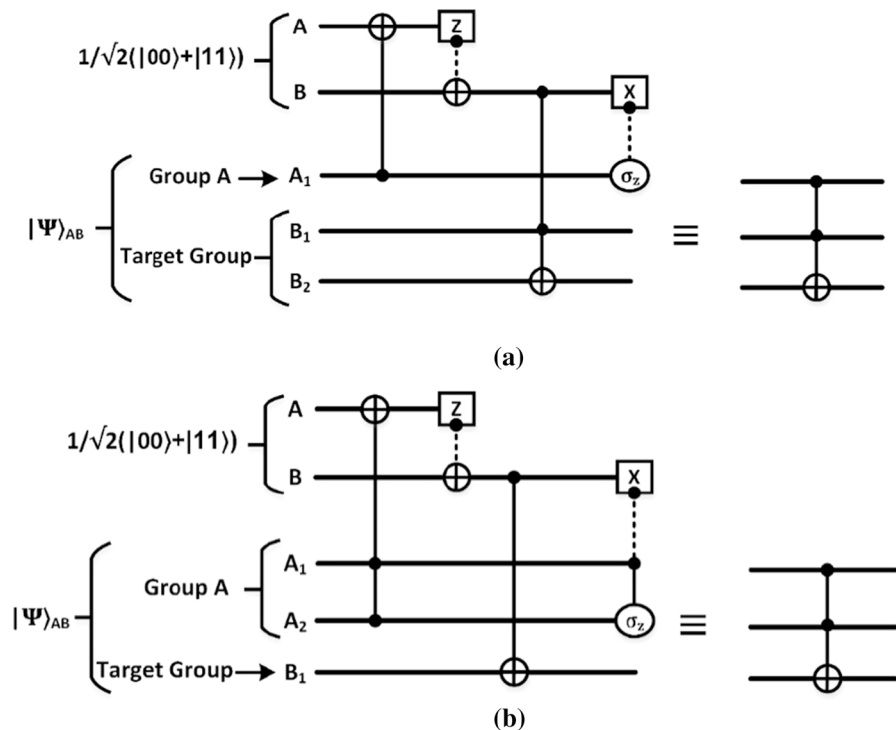 A Z
1/√2(|00⟩+|11⟩)
B X
Group A A₁ σz
|Ψ⟩AB B₁ ≡
Target Group
B₂
(a)
A Z
1/√2(|00⟩+|11⟩)
B X
A₁
Group A
|Ψ⟩AB A₂ σz ≡
Target Group B₁
(b)